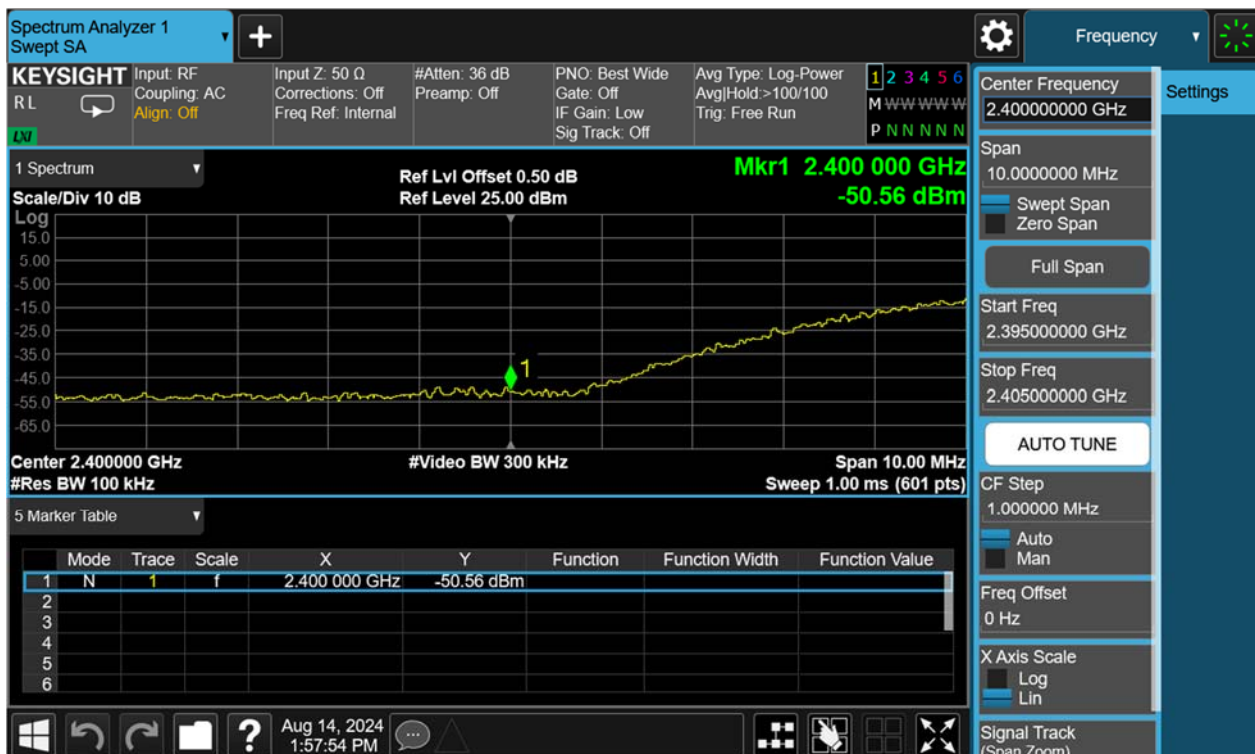 Spectrum Analyzer 1
Swept SA
+
Frequency
KEYSIGHT
R L
LXI
Input: RF
Coupling: AC
Align: Off
Input Z: 50 Ω
Corrections: Off
Freq Ref: Internal
#Atten: 36 dB
Preamp: Off
PNO: Best Wide
Gate: Off
IF Gain: Low
Sig Track: Off
Avg Type: Log-Power
Avg|Hold:>100/100
Trig: Free Run
1 2 3 4 5 6
M W W W W W
P N N N N N
1 Spectrum
Scale/Div 10 dB
Log
Ref Lvl Offset 0.50 dB
Ref Level 25.00 dBm
Mkr1 2.400 000 GHz
-50.56 dBm
15.0
5.00
-5.00
-15.0
-25.0
-35.0
-45.0
-55.0
-65.0
1
Center 2.400000 GHz
#Res BW 100 kHz
#Video BW 300 kHz
Span 10.00 MHz
Sweep 1.00 ms (601 pts)
5 Marker Table
Mode Trace Scale X Y Function Function Width Function Value
1 N 1 f 2.400 000 GHz -50.56 dBm
2
3
4
5
6
?
Aug 14, 2024
1:57:54 PM
Center Frequency
2.400000000 GHz
Span
10.0000000 MHz
Swept Span
Zero Span
Full Span
Start Freq
2.395000000 GHz
Stop Freq
2.405000000 GHz
AUTO TUNE
CF Step
1.000000 MHz
Auto
Man
Freq Offset
0 Hz
X Axis Scale
Log
Lin
Signal Track
(Span Zoom)
Settings